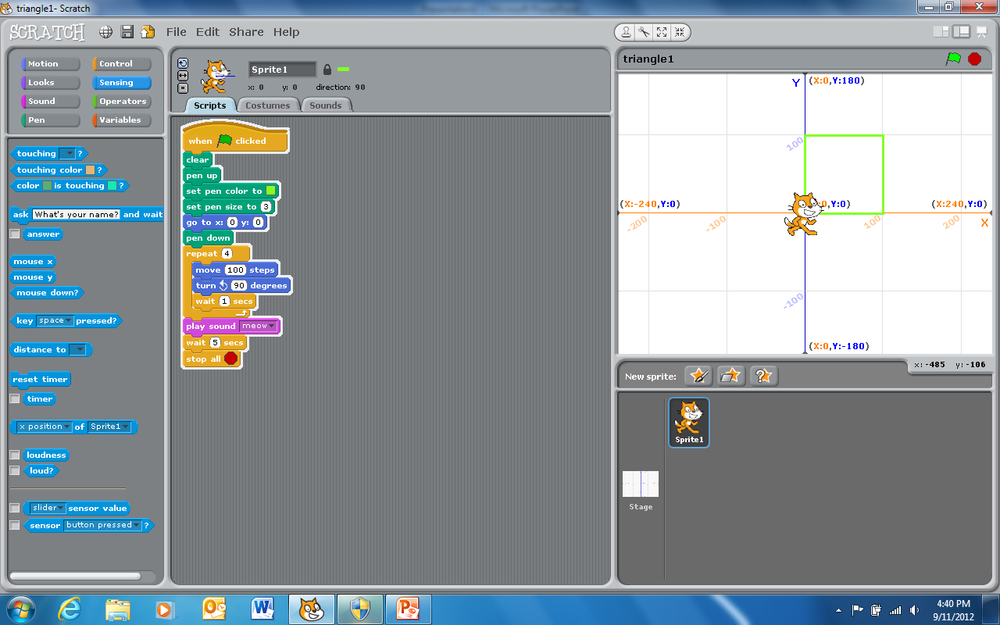 triangle1- Scratch
SCRATCH File Edit Share Help
Motion Control
Looks Sensing
Sound Operators
Pen Variables
touching ?
touching color ?
color is touching ?
ask What's your name? and wait
answer
mouse x
mouse y
mouse down?
key space pressed?
distance to
reset timer
timer
x position of Sprite1
loudness
loud?
slider sensor value
sensor button pressed ?
Sprite1
x: 0 y: 0 direction: 90
Scripts Costumes Sounds
when clicked
clear
pen up
set pen color to
set pen size to 3
go to x: 0 y: 0
pen down
repeat 4
move 100 steps
turn 90 degrees
wait 1 secs
play sound meow
wait 5 secs
stop all
triangle1
Y (X:0,Y:180)
100
(X:-240,Y:0) 0,Y:0) (X:240,Y:0)
-200 -100 100 200 X
-100
(X:0,Y:-180)
x: -485 y: -106
New sprite:
Sprite1
Stage
4:40 PM
9/11/2012